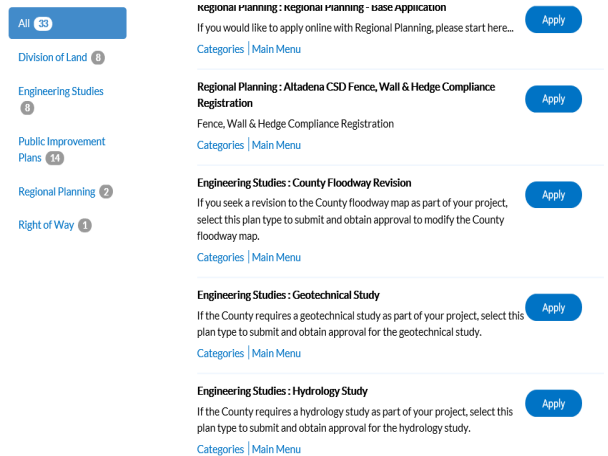 All 33
Division of Land 8
Engineering Studies
8
Public Improvement
Plans 14
Regional Planning 2
Right of Way 1
Regional Planning : Regional Planning - Base Application
If you would like to apply online with Regional Planning, please start here...
Categories | Main Menu
Apply
Regional Planning : Altadena CSD Fence, Wall & Hedge Compliance
Registration
Fence, Wall & Hedge Compliance Registration
Categories | Main Menu
Apply
Engineering Studies : County Floodway Revision
If you seek a revision to the County floodway map as part of your project,
select this plan type to submit and obtain approval to modify the County
floodway map.
Categories | Main Menu
Apply
Engineering Studies : Geotechnical Study
If the County requires a geotechnical study as part of your project, select this
plan type to submit and obtain approval for the geotechnical study.
Categories | Main Menu
Apply
Engineering Studies : Hydrology Study
If the County requires a hydrology study as part of your project, select this
plan type to submit and obtain approval for the hydrology study.
Categories | Main Menu
Apply